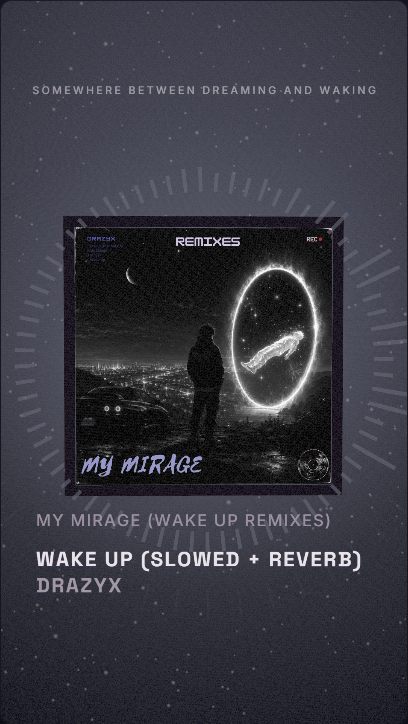 SOMEWHERE BETWEEN DREAMING AND WAKING
DRAZYX
REMIXES
REC
MY MIRAGE
MY MIRAGE (WAKE UP REMIXES)
WAKE UP (SLOWED + REVERB)
DRAZYX